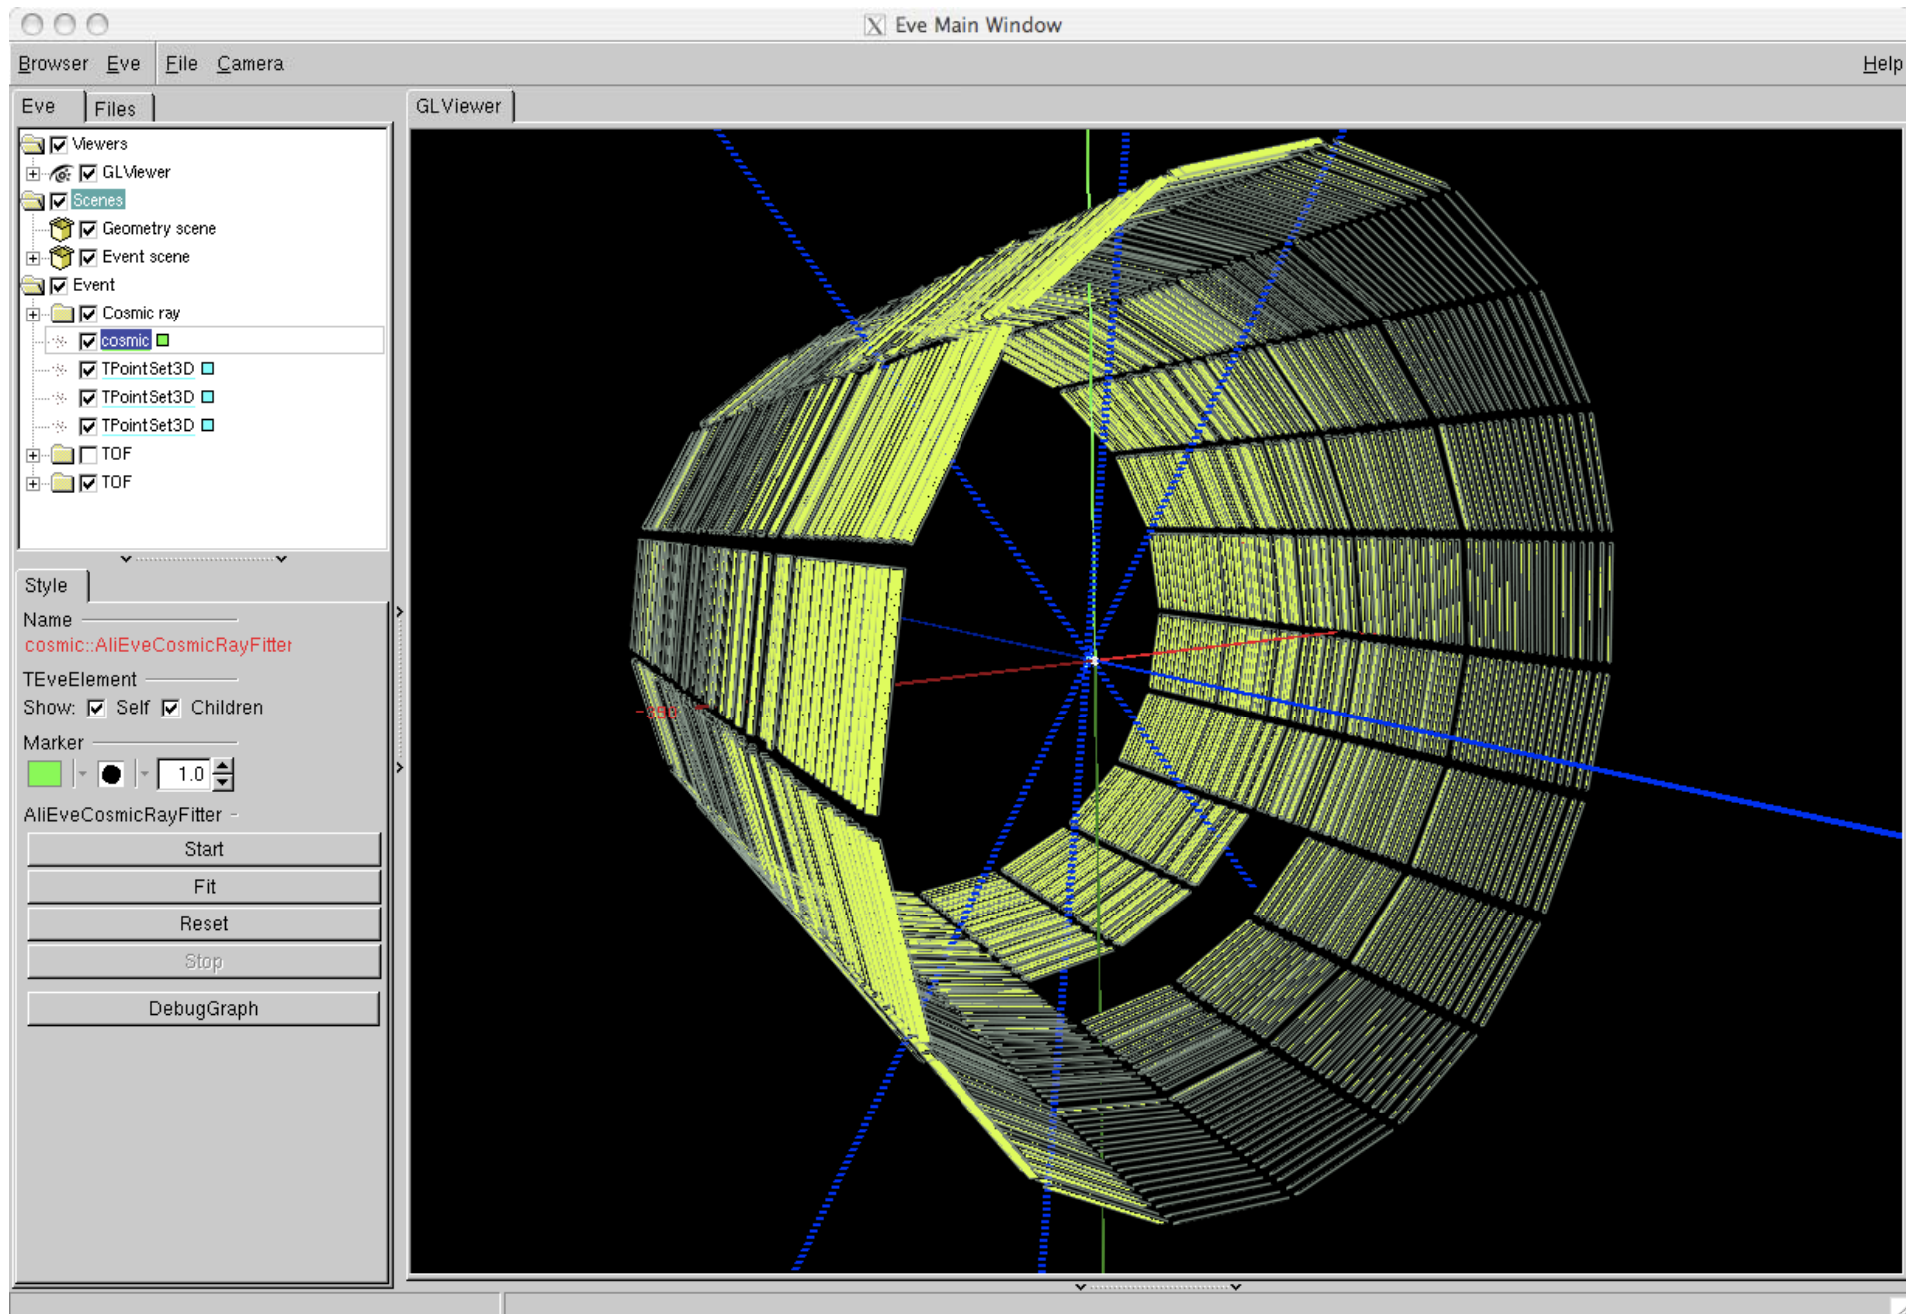 Eve Main Window
Browser Eve File Camera Help
Eve Files
GLViewer
Viewers
GLViewer
Scenes
Geometry scene
Event scene
Event
Cosmic ray
cosmic
TPointSet3D
TPointSet3D
TPointSet3D
TOF
TOF
Style
Name
cosmic::AliEveCosmicRayFitter
TEveElement
Show: Self Children
Marker
1.0
AliEveCosmicRayFitter
Start
Fit
Reset
Stop
DebugGraph